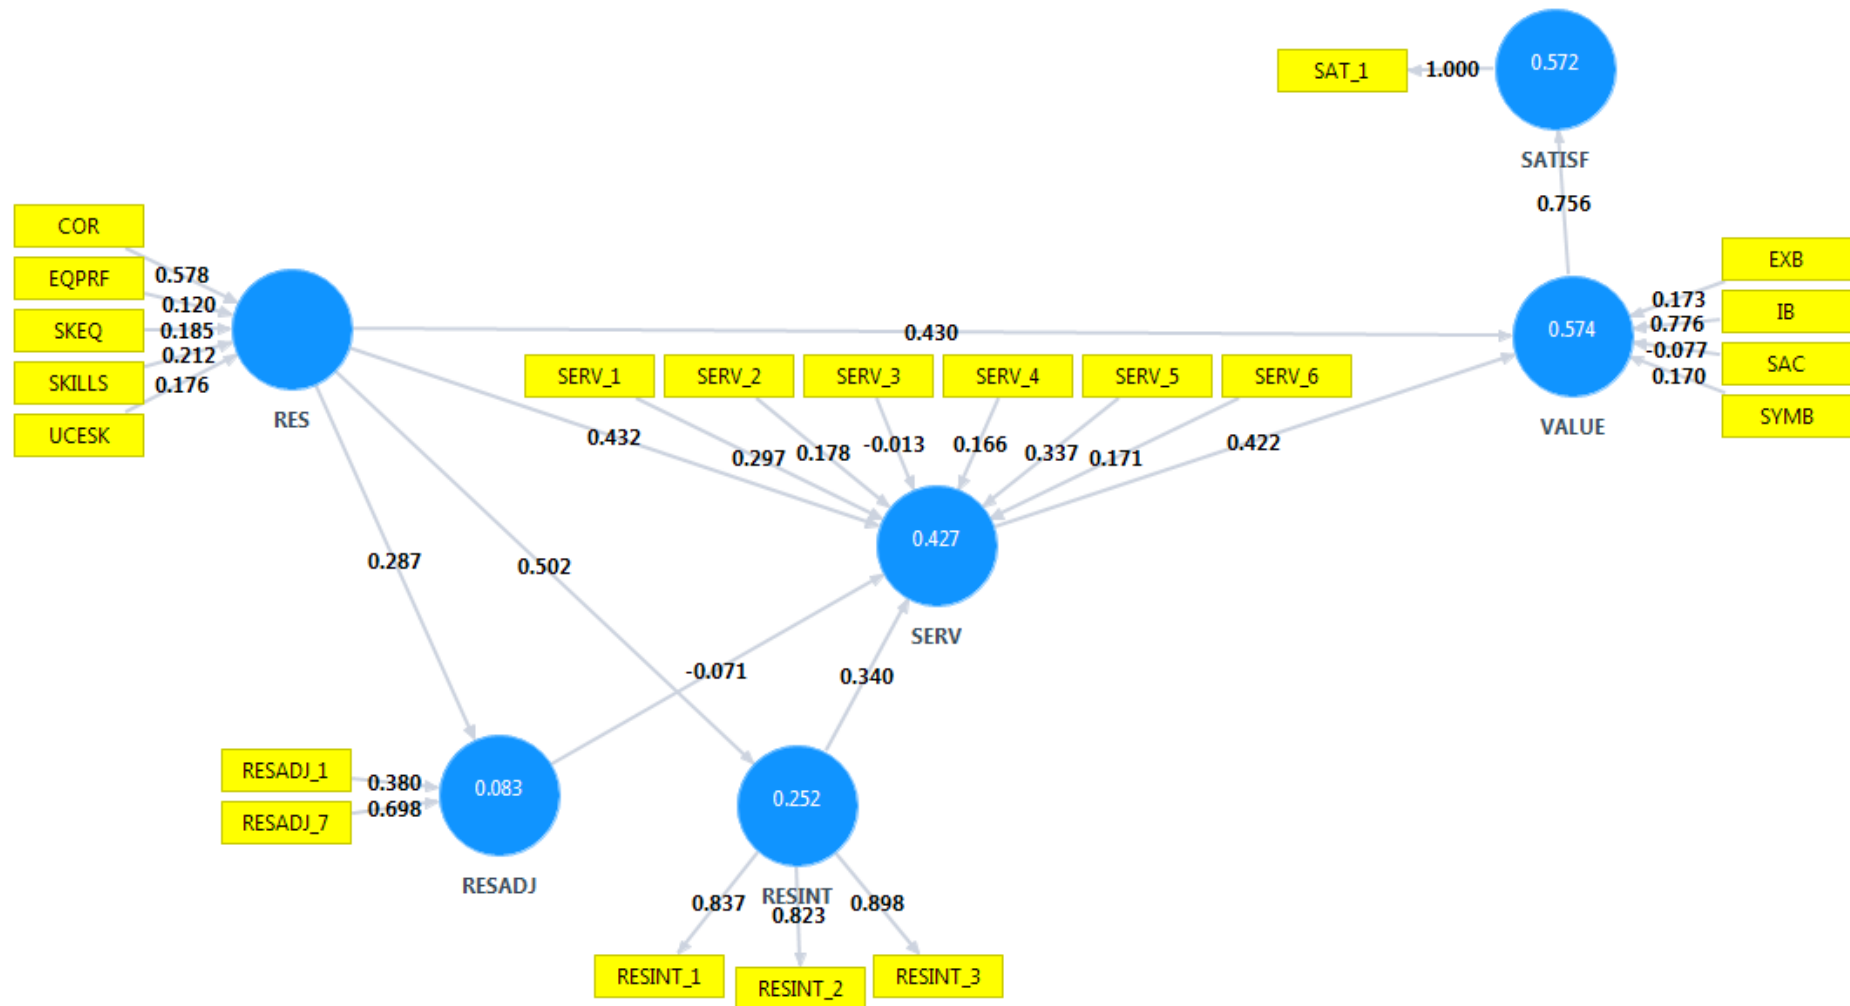 0.572
SAT_1
1.000
SATISF
0.756
COR
EQPRF
SKEQ
SKILLS
UCESK
0.578
0.120
0.185
0.212
0.176
RES
0.430
0.574
VALUE
EXB
IB
SAC
SYMB
0.173
0.776
-0.077
0.170
SERV_1
SERV_2
SERV_3
SERV_4
SERV_5
SERV_6
0.432
0.297
0.178
-0.013
0.166
0.337
0.171
0.422
0.427
SERV
0.287
0.502
-0.071
0.340
RESADJ_1
RESADJ_7
0.380
0.698
0.083
RESADJ
0.252
RESINT
0.837
0.823
0.898
RESINT_1
RESINT_2
RESINT_3